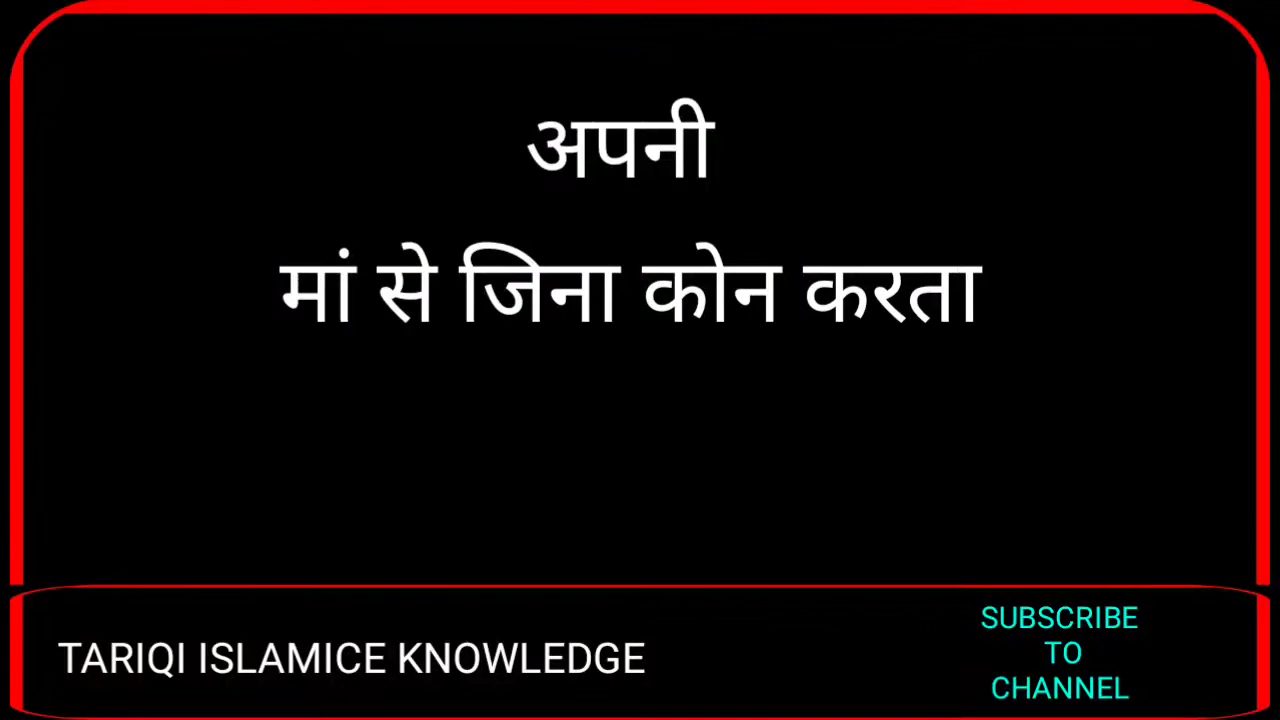 अपनी
मां से जिना कोन करता
TARIQI ISLAMICE KNOWLEDGE
SUBSCRIBE
TO
CHANNEL